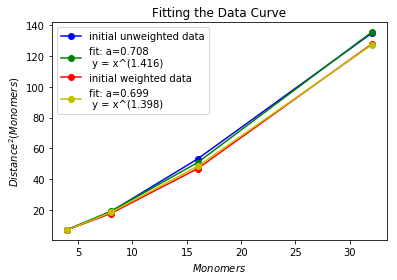 Fitting the Data Curve
initial unweighted data
fit: a=0.708
y = x^(1.416)
initial weighted data
fit: a=0.699
y = x^(1.398)
Distance²(Monomers)
140
120
100
80
60
40
20
5
10
15
20
25
30
Monomers